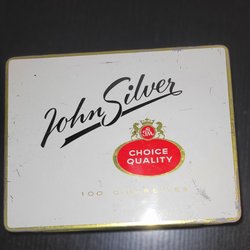 John Silver
CHOICE
QUALITY
100 CIGARETTES